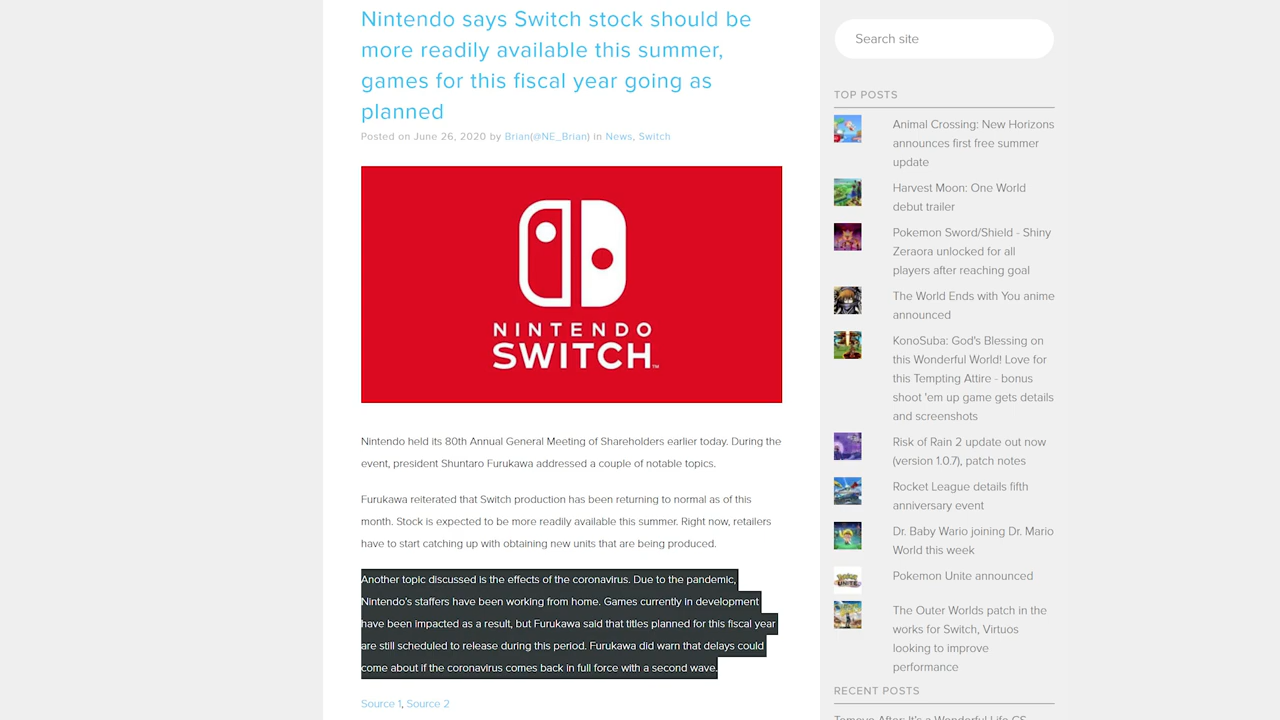 Nintendo says Switch stock should be
more readily available this summer,
games for this fiscal year going as
planned
Posted on June 26, 2020 by Brian(@NE_Brian) in News, Switch
NINTENDO
SWITCH™
Nintendo held its 80th Annual General Meeting of Shareholders earlier today. During the
event, president Shuntaro Furukawa addressed a couple of notable topics.
Furukawa reiterated that Switch production has been returning to normal as of this
month. Stock is expected to be more readily available this summer. Right now, retailers
have to start catching up with obtaining new units that are being produced.
Another topic discussed is the effects of the coronavirus. Due to the pandemic,
Nintendo's staffers have been working from home. Games currently in development
have been impacted as a result, but Furukawa said that titles planned for this fiscal year
are still scheduled to release during this period. Furukawa did warn that delays could
come about if the coronavirus comes back in full force with a second wave.
Source 1, Source 2
Search site
TOP POSTS
Animal Crossing: New Horizons
announces first free summer
update
Harvest Moon: One World
debut trailer
Pokemon Sword/Shield - Shiny
Zeraora unlocked for all
players after reaching goal
The World Ends with You anime
announced
KonoSuba: God's Blessing on
this Wonderful World! Love for
this Tempting Attire - bonus
shoot 'em up game gets details
and screenshots
Risk of Rain 2 update out now
(version 1.0.7), patch notes
Rocket League details fifth
anniversary event
Dr. Baby Wario joining Dr. Mario
World this week
UNITE
Pokemon Unite announced
The Outer Worlds patch in the
works for Switch, Virtuos
looking to improve
performance
RECENT POSTS